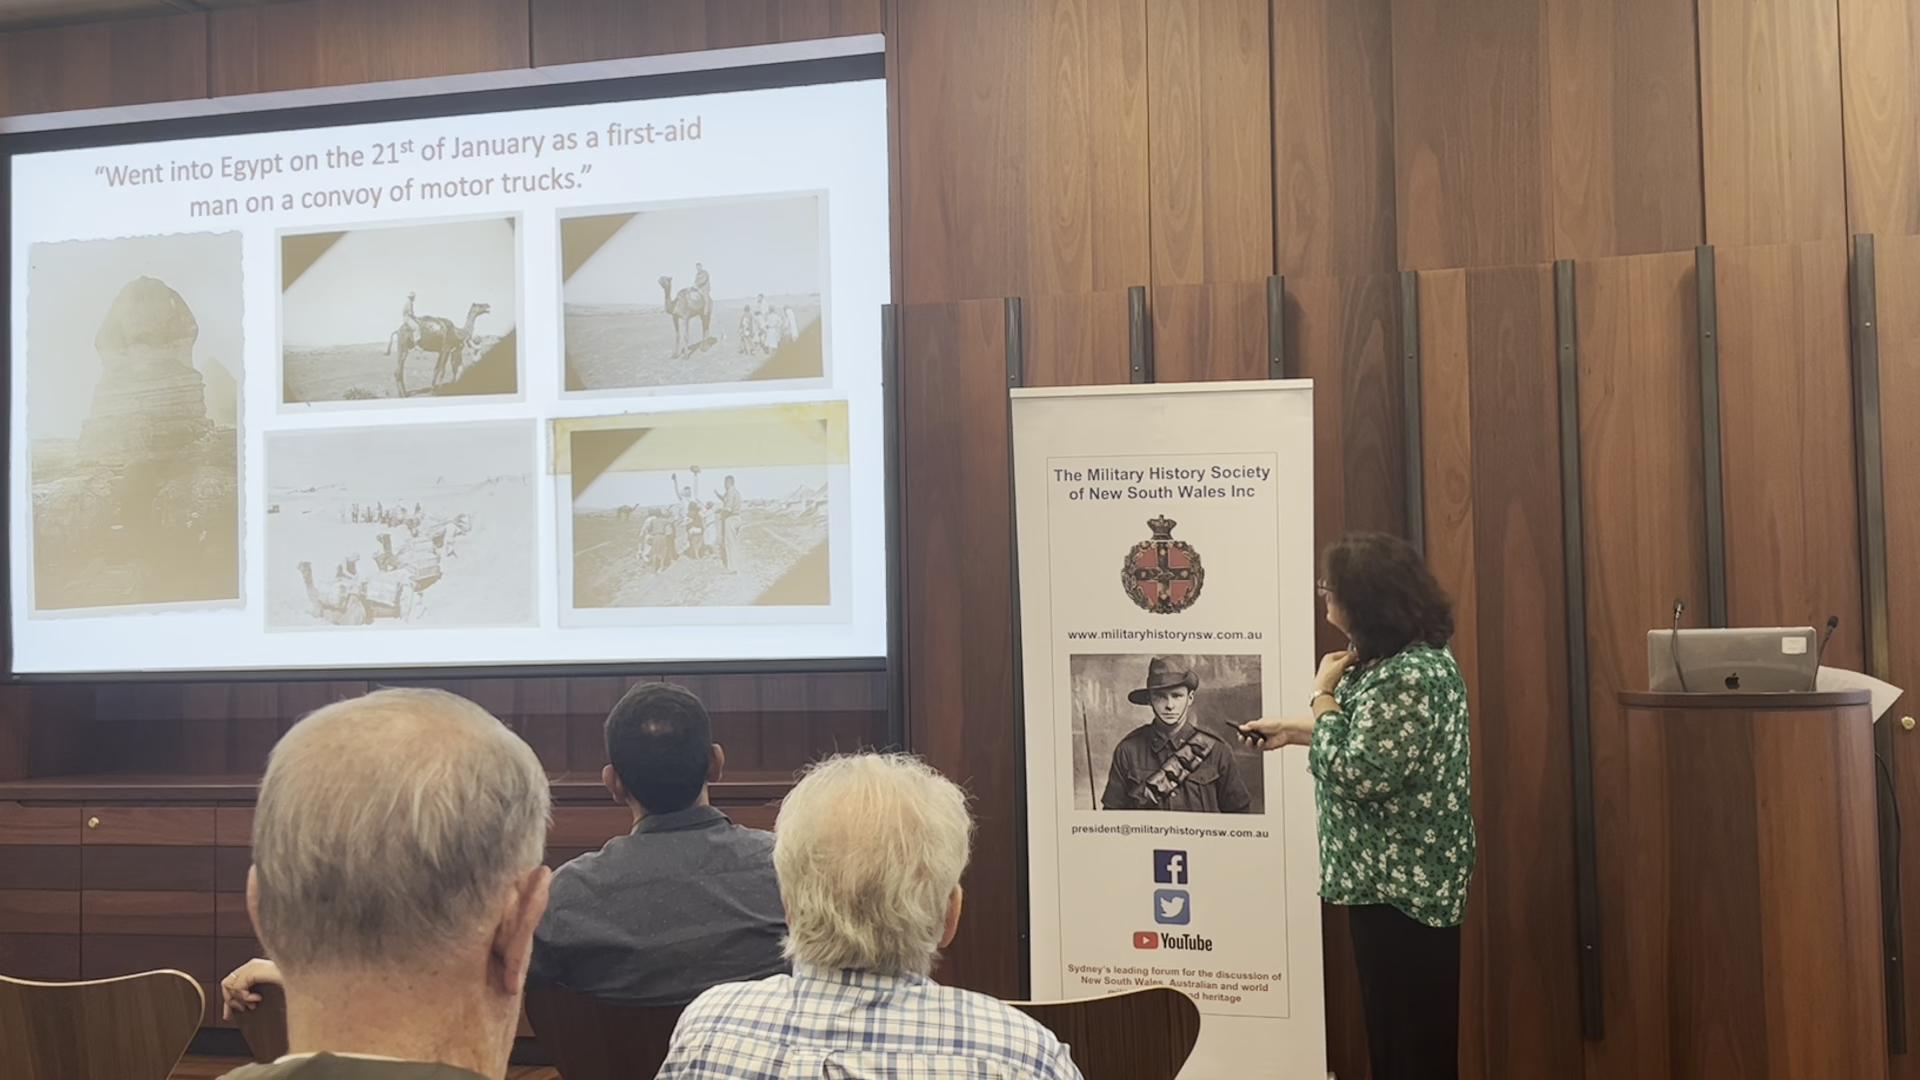 “Went into Egypt on the 21st of January as a first-aid
man on a convoy of motor trucks.”
The Military History Society
of New South Wales Inc
www.militaryhistorynsw.com.au
president@militaryhistorynsw.com.au
YouTube
Sydney's leading forum for the discussion of
New South Wales, Australian and world
heritage